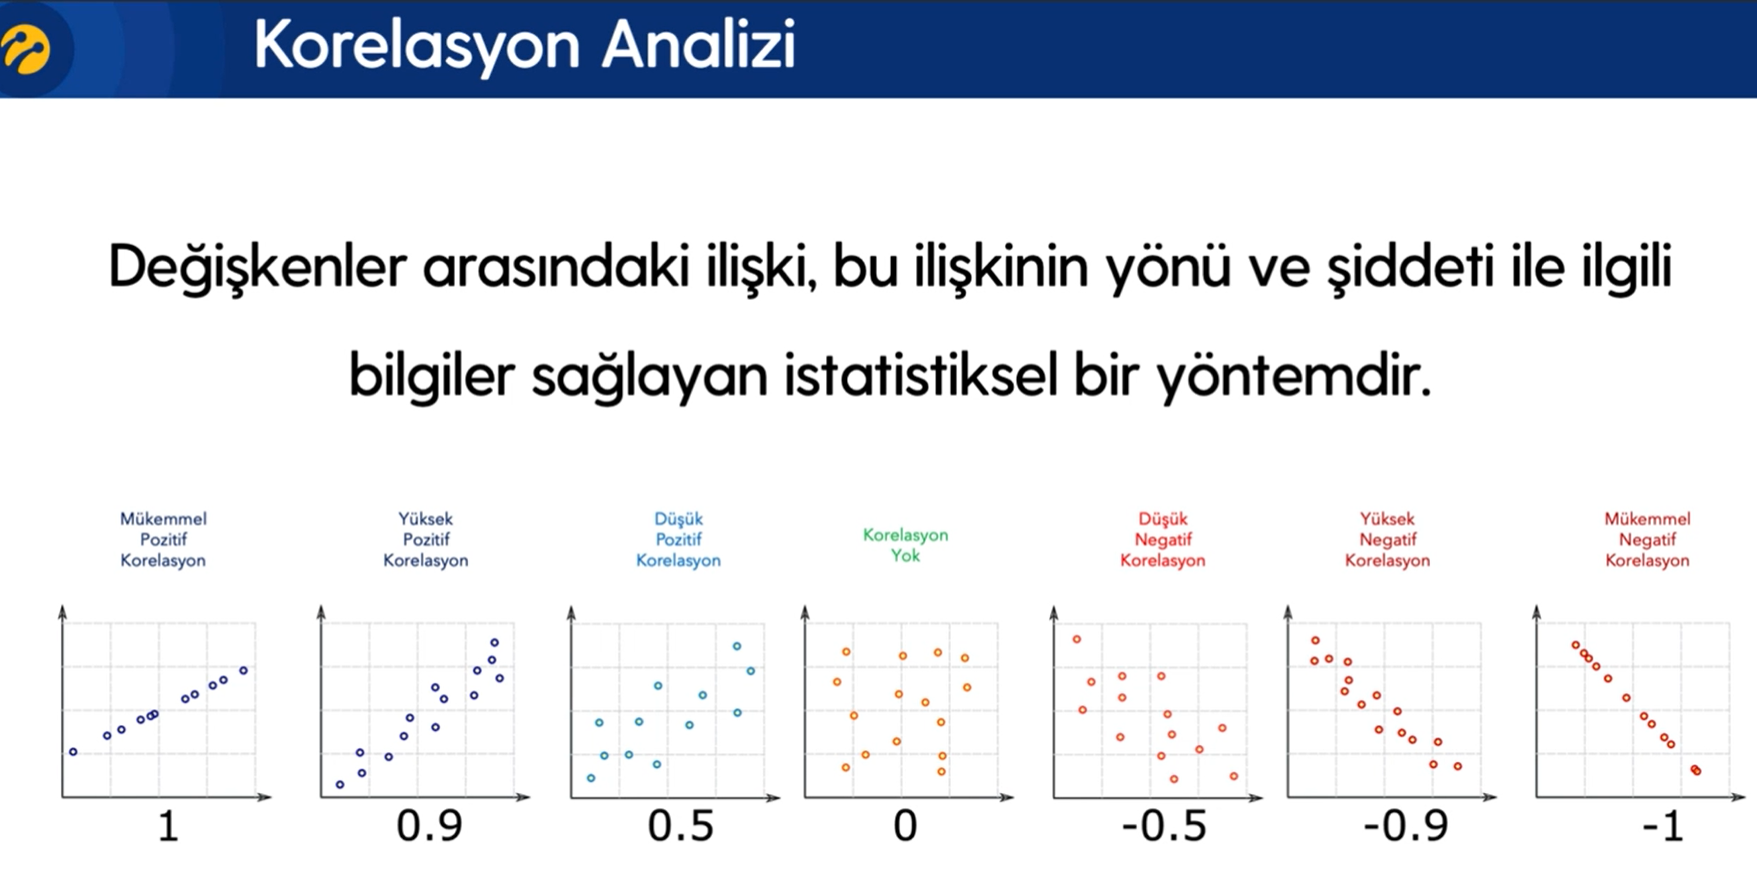 Korelasyon Analizi
Değişkenler arasındaki ilişki, bu ilişkinin yönü ve şiddeti ile ilgili
bilgiler sağlayan istatistiksel bir yöntemdir.
Mükemmel
Pozitif
Korelasyon
Yüksek
Pozitif
Korelasyon
Düşük
Pozitif
Korelasyon
Korelasyon
Yok
Düşük
Negatif
Korelasyon
Yüksek
Negatif
Korelasyon
Mükemmel
Negatif
Korelasyon
1
0.9
0.5
0
-0.5
-0.9
-1